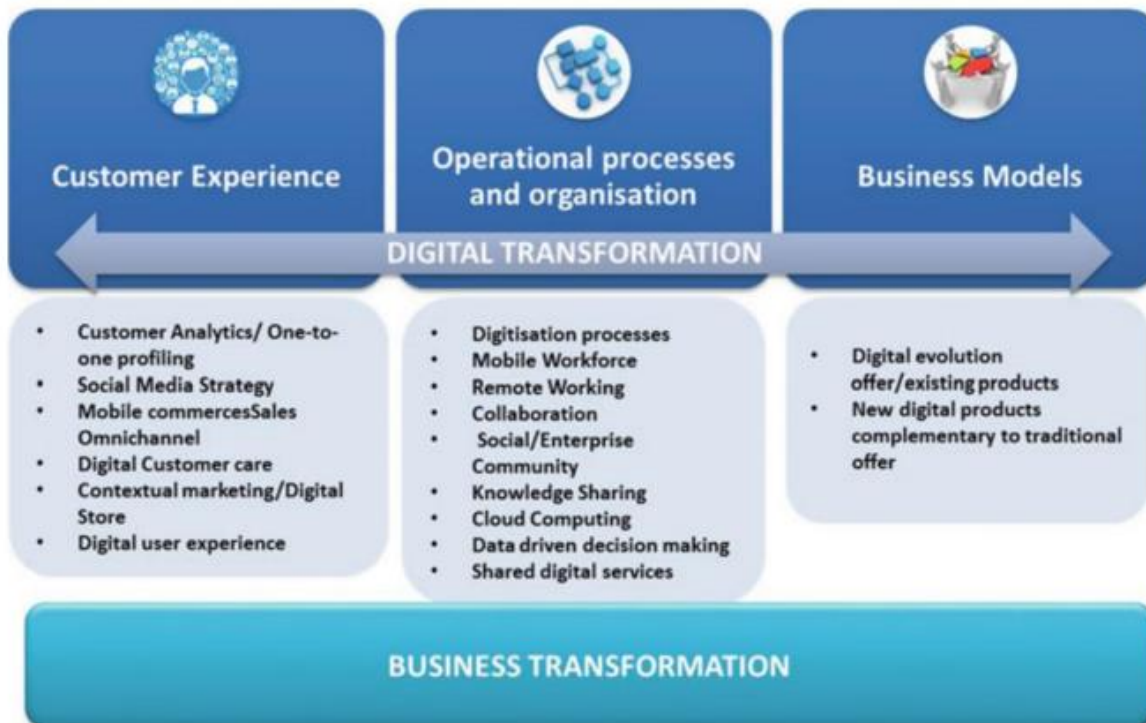 Customer Experience
Operational processes
and organisation
Business Models
DIGITAL TRANSFORMATION
• Customer Analytics/ One-to-
one profiling
• Social Media Strategy
• Mobile commercesSales
Omnichannel
• Digital Customer care
• Contextual marketing/Digital
Store
• Digital user experience
• Digitisation processes
• Mobile Workforce
• Remote Working
• Collaboration
• Social/Enterprise
Community
• Knowledge Sharing
• Cloud Computing
• Data driven decision making
• Shared digital services
• Digital evolution
offer/existing products
• New digital products
complementary to traditional
offer
BUSINESS TRANSFORMATION